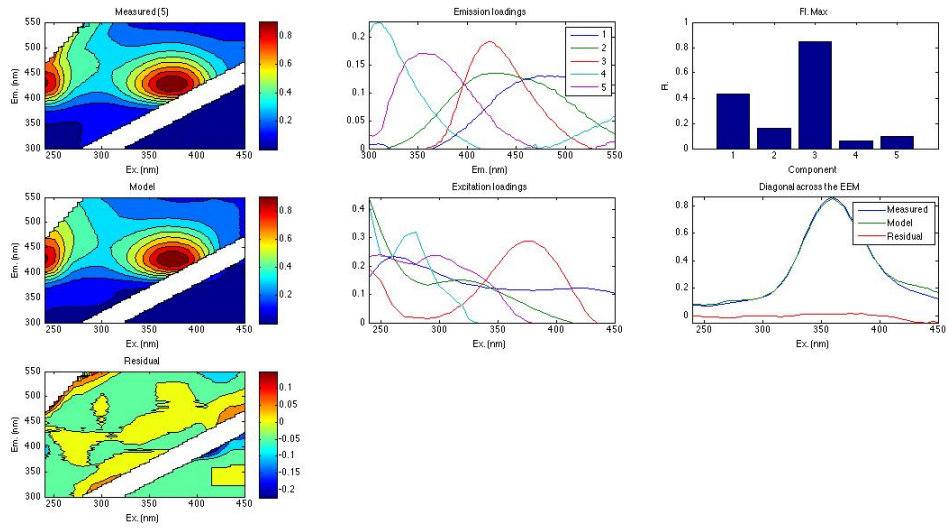 Measured (5)
550
500
450
400
350
300
250 300 350 400 450
Em. (nm)
Ex. (nm)
0.8
0.6
0.4
0.2
Emission loadings
0.2
0.15
0.1
0.05
0
300 350 400 450 500 550
Em. (nm)
1
2
3
4
5
Fl. Max
1
0.8
0.6
0.4
0.2
0
1 2 3 4 5
Fl.
Component
Model
550
500
450
400
350
300
250 300 350 400 450
Em. (nm)
Ex. (nm)
0.8
0.6
0.4
0.2
Excitation loadings
0.4
0.3
0.2
0.1
0
250 300 350 400 450
Ex. (nm)
Diagonal across the EEM
0.8
0.6
0.4
0.2
0
250 300 350 400 450
Ex. (nm)
Measured
Model
Residual
Residual
550
500
450
400
350
300
250 300 350 400 450
Em. (nm)
Ex. (nm)
0.1
0.05
0
-0.05
-0.1
-0.15
-0.2